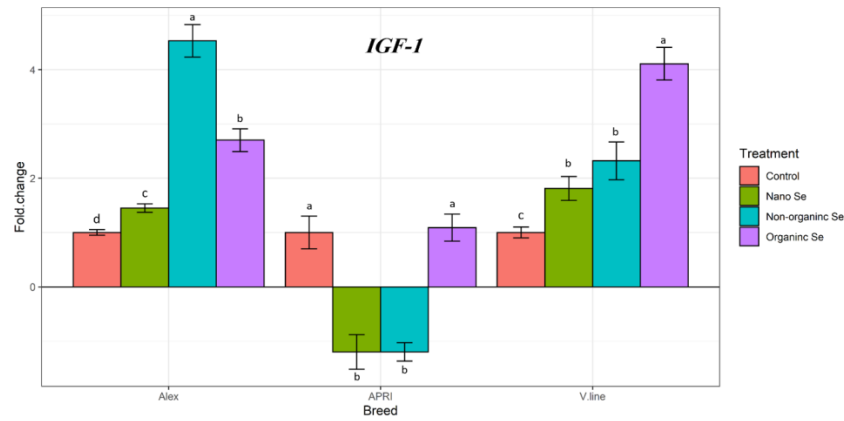 IGF-1
a
b
c
d
a
a
b
b
a
b
b
c
4
2
0
Fold.change
Alex
APRI
V.line
Breed
Treatment
Control
Nano Se
Non-organinc Se
Organinc Se